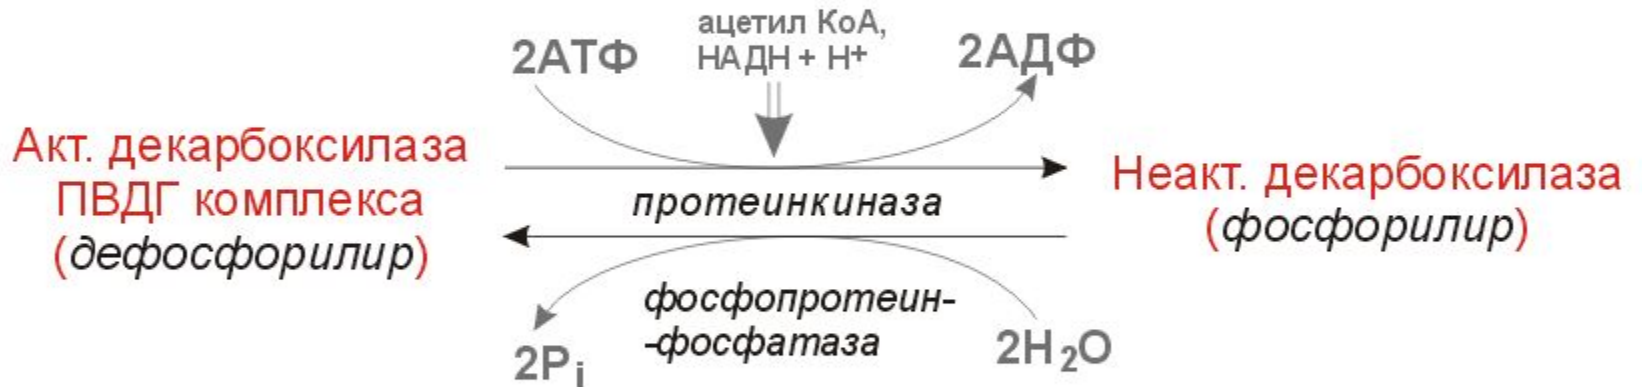 ацетил КоА,
2АТФ НАДН + Н⁺ 2АДФ
Акт. декарбоксилаза
ПВДГ комплекса
(дефосфорилир)
протеинкиназа
Неакт. декарбоксилаза
(фосфорилир)
фосфопротеин-
-фосфатаза
2Pᵢ
2H₂O